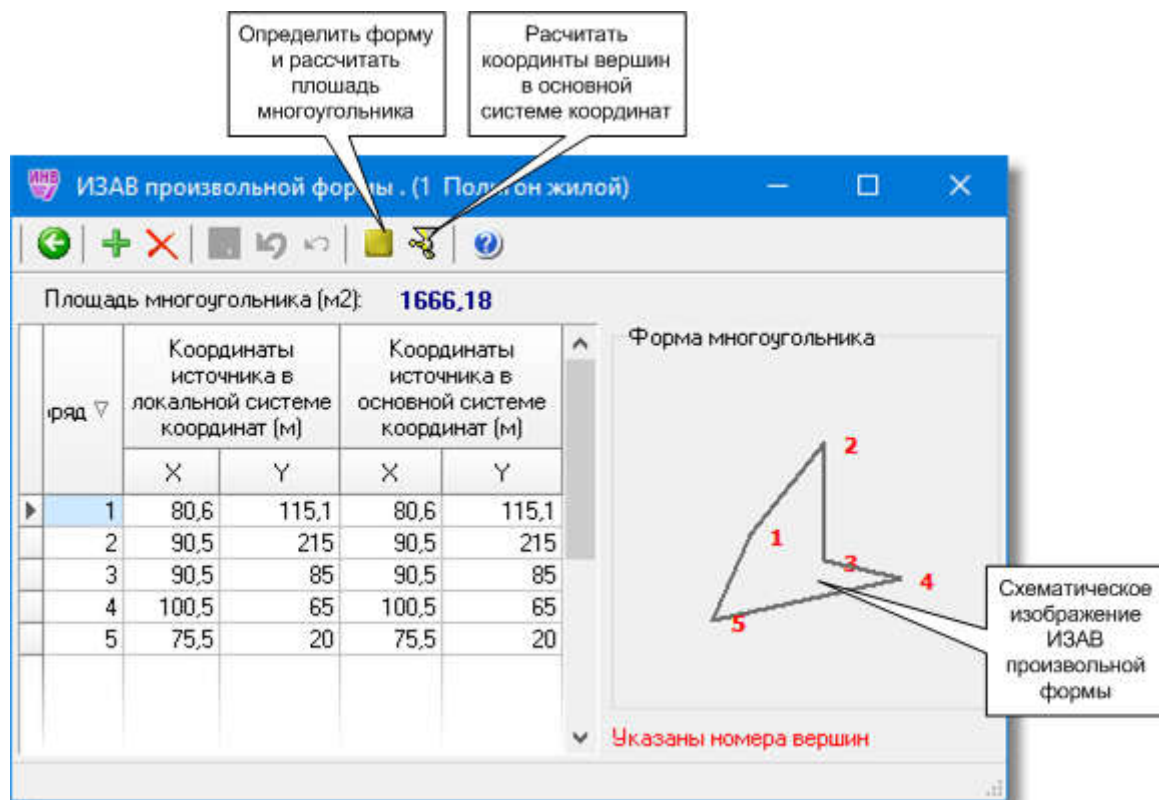 Определить форму
и рассчитать
плошадь
многоугольника
Расчитать
координты вершин
в основной
системе координат
ИНВ
7
ИЗАВ произвольной формы . (1 Полигон жилой)
Площадь многоугольника (м2): 1666,18
ряд
Координаты
источника в
локальной системе
координат (м)
Координаты
источника в
основной системе
координат (м)
X Y X Y
1 80,6 115,1 80,6 115,1
2 90,5 215 90,5 215
3 90,5 85 90,5 85
4 100,5 65 100,5 65
5 75,5 20 75,5 20
Форма многоугольника
2
1
3
4
5
Схематическое
изображение
ИЗАВ
произвольной
формы
Указаны номера вершин